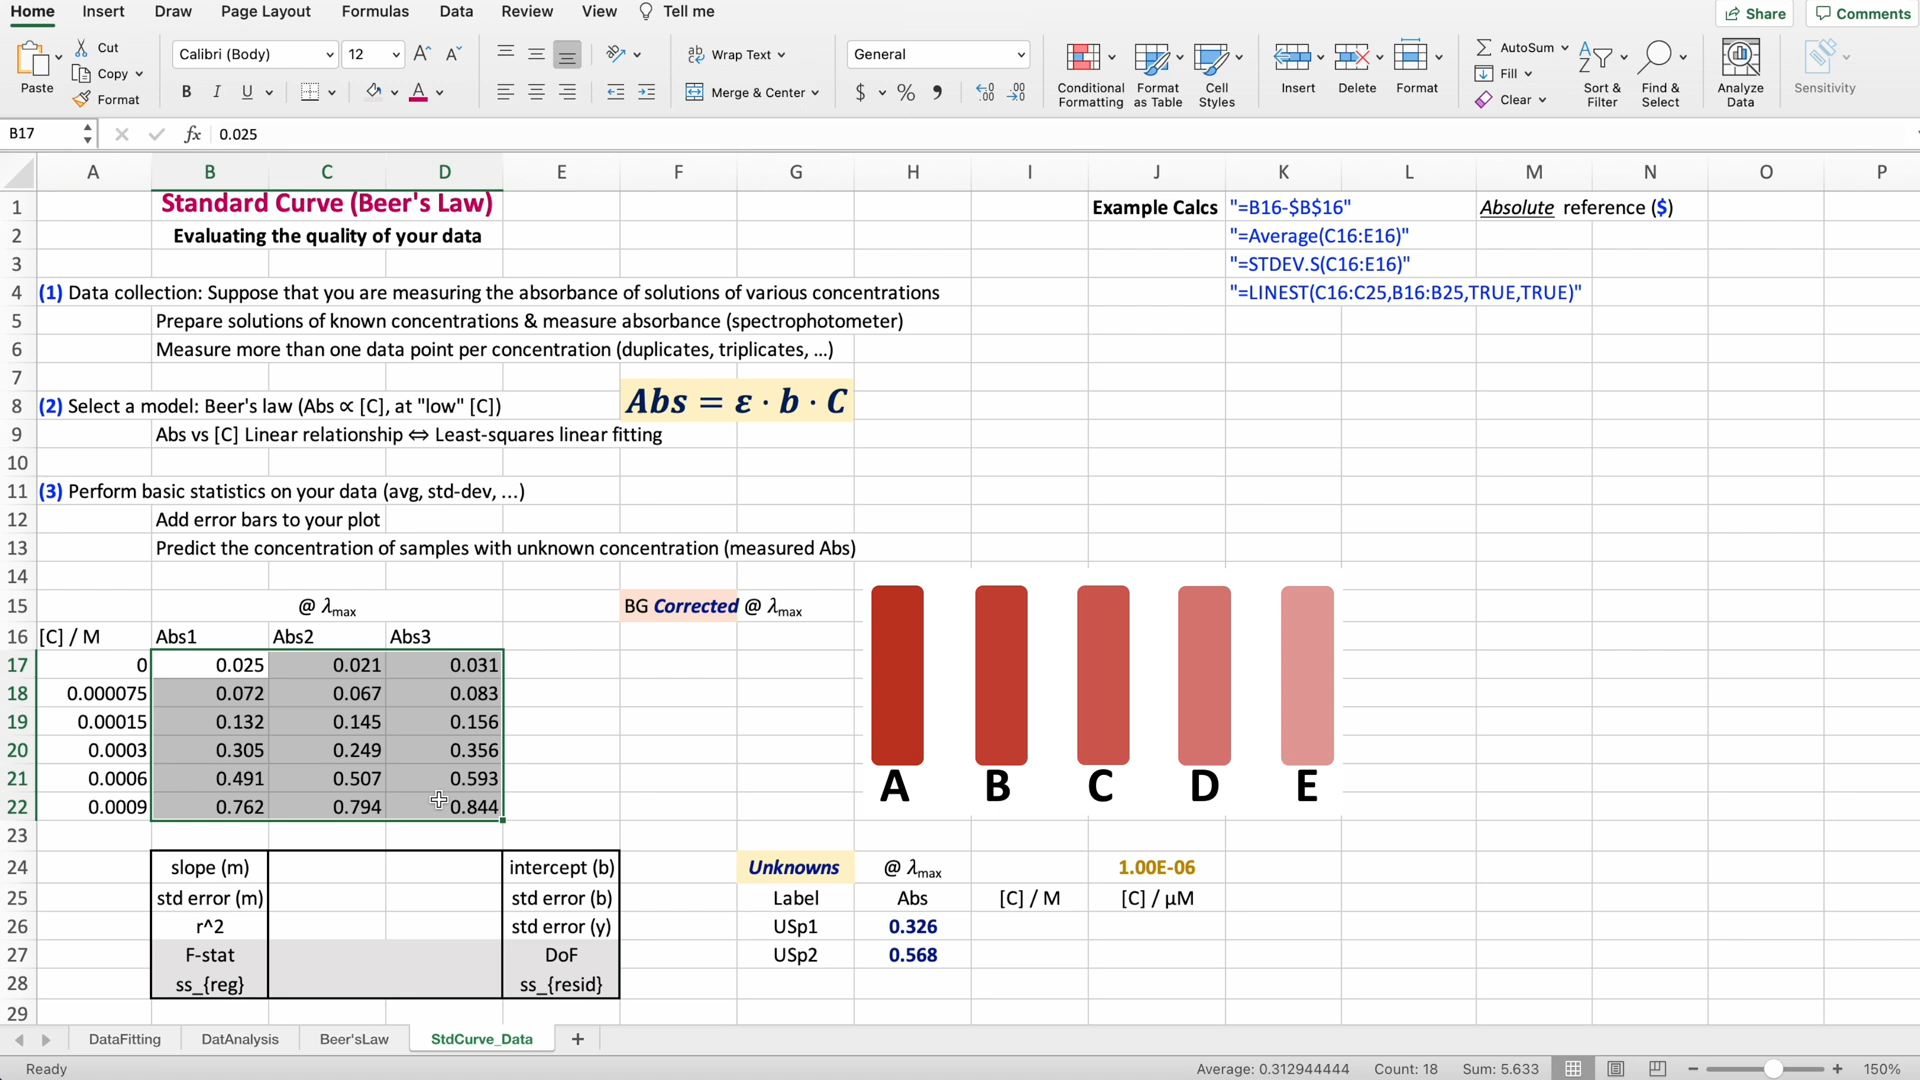 Home Insert Draw Page Layout Formulas Data Review View Tell me Share Comments
Paste Cut Copy Format
Calibri (Body) 12
B I U
Wrap Text
Merge & Center
General
$ % 9
Conditional Formatting
Format as Table
Cell Styles
Insert Delete Format
AutoSum
Fill
Clear
Sort & Filter
Find & Select
Analyze Data
Sensitivity
B17 fx 0.025
A B C D E F G H I J K L M N O P
1 Standard Curve (Beer's Law) Example Calcs "=B16-$B$16" Absolute reference ($)
2 Evaluating the quality of your data "=Average(C16:E16)"
3 "=STDEV.S(C16:E16)"
4 (1) Data collection: Suppose that you are measuring the absorbance of solutions of various concentrations "=LINEST(C16:C25,B16:B25,TRUE,TRUE)"
5 Prepare solutions of known concentrations & measure absorbance (spectrophotometer)
6 Measure more than one data point per concentration (duplicates, triplicates, ...)
7
8 (2) Select a model: Beer's law (Abs ∝ [C], at "low" [C]) Abs = ε · b · C
9 Abs vs [C] Linear relationship ⇔ Least-squares linear fitting
10
11 (3) Perform basic statistics on your data (avg, std-dev, ...)
12 Add error bars to your plot
13 Predict the concentration of samples with unknown concentration (measured Abs)
14
15 @ λmax BG Corrected @ λmax
16 [C] / M Abs1 Abs2 Abs3
17 0 0.025 0.021 0.031
18 0.000075 0.072 0.067 0.083
19 0.00015 0.132 0.145 0.156
20 0.0003 0.305 0.249 0.356
21 0.0006 0.491 0.507 0.593
22 0.0009 0.762 0.794 0.844
A B C D E
23
24 slope (m) intercept (b) Unknowns @ λmax 1.00E-06
25 std error (m) std error (b) Label Abs [C] / M [C] / μM
26 r^2 std error (y) USp1 0.326
27 F-stat DoF USp2 0.568
28 ss_{reg} ss_{resid}
29
DataFitting DatAnalysis Beer'sLaw StdCurve_Data +
Ready Average: 0.312944444 Count: 18 Sum: 5.633 150%